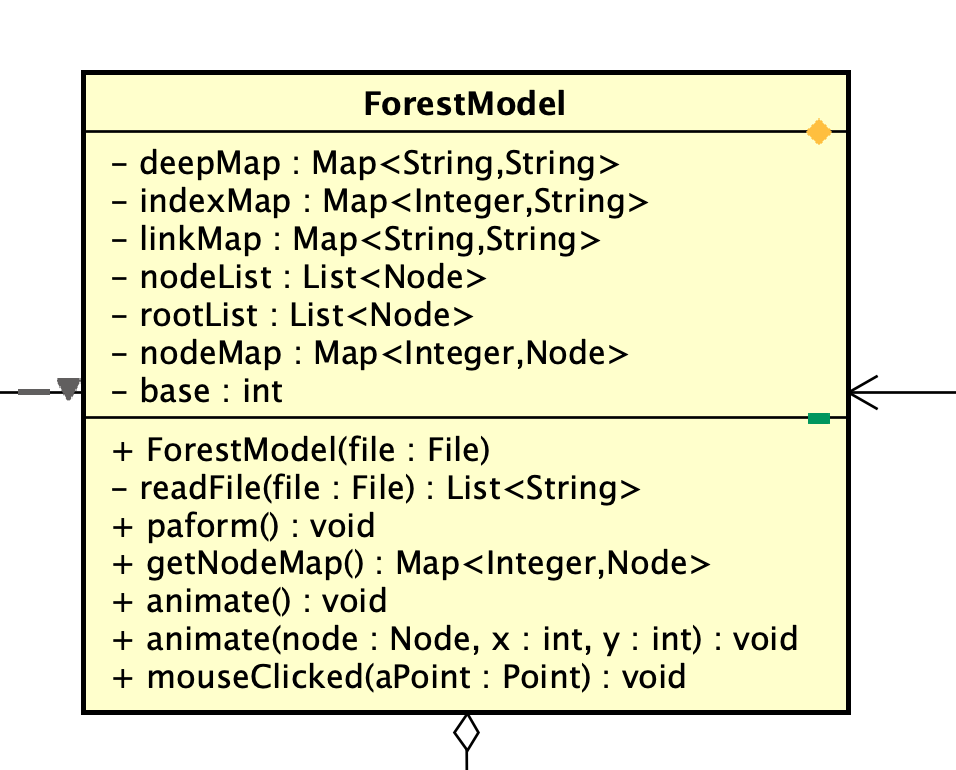 ForestModel
– deepMap : Map<String,String>
– indexMap : Map<Integer,String>
– linkMap : Map<String,String>
– nodeList : List<Node>
– rootList : List<Node>
– nodeMap : Map<Integer,Node>
– base : int
+ ForestModel(file : File)
– readFile(file : File) : List<String>
+ paform() : void
+ getNodeMap() : Map<Integer,Node>
+ animate() : void
+ animate(node : Node, x : int, y : int) : void
+ mouseClicked(aPoint : Point) : void